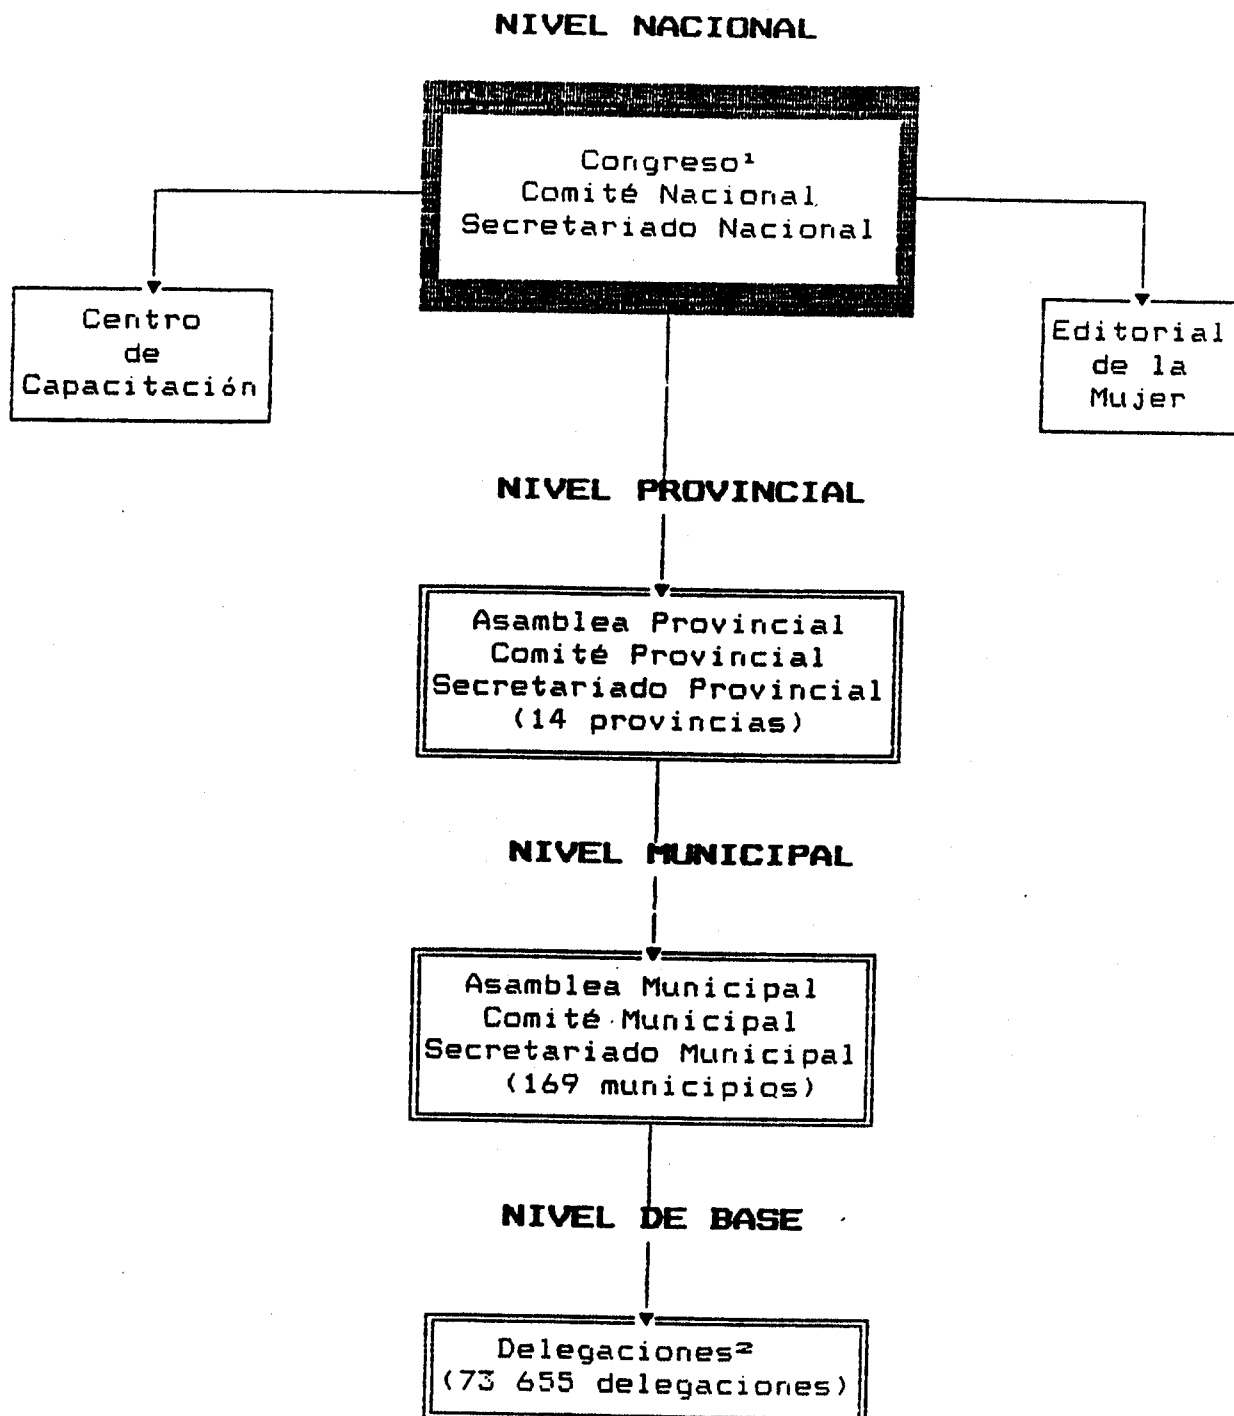 NIVEL NACIONAL
Congreso¹
Comité Nacional
Secretariado Nacional
Centro
de
Capacitación
Editorial
de la
Mujer
NIVEL PROVINCIAL
Asamblea Provincial
Comité Provincial
Secretariado Provincial
(14 provincias)
NIVEL MUNICIPAL
Asamblea Municipal
Comité Municipal
Secretariado Municipal
(169 municipios)
NIVEL DE BASE
Delegaciones²
(73 655 delegaciones)